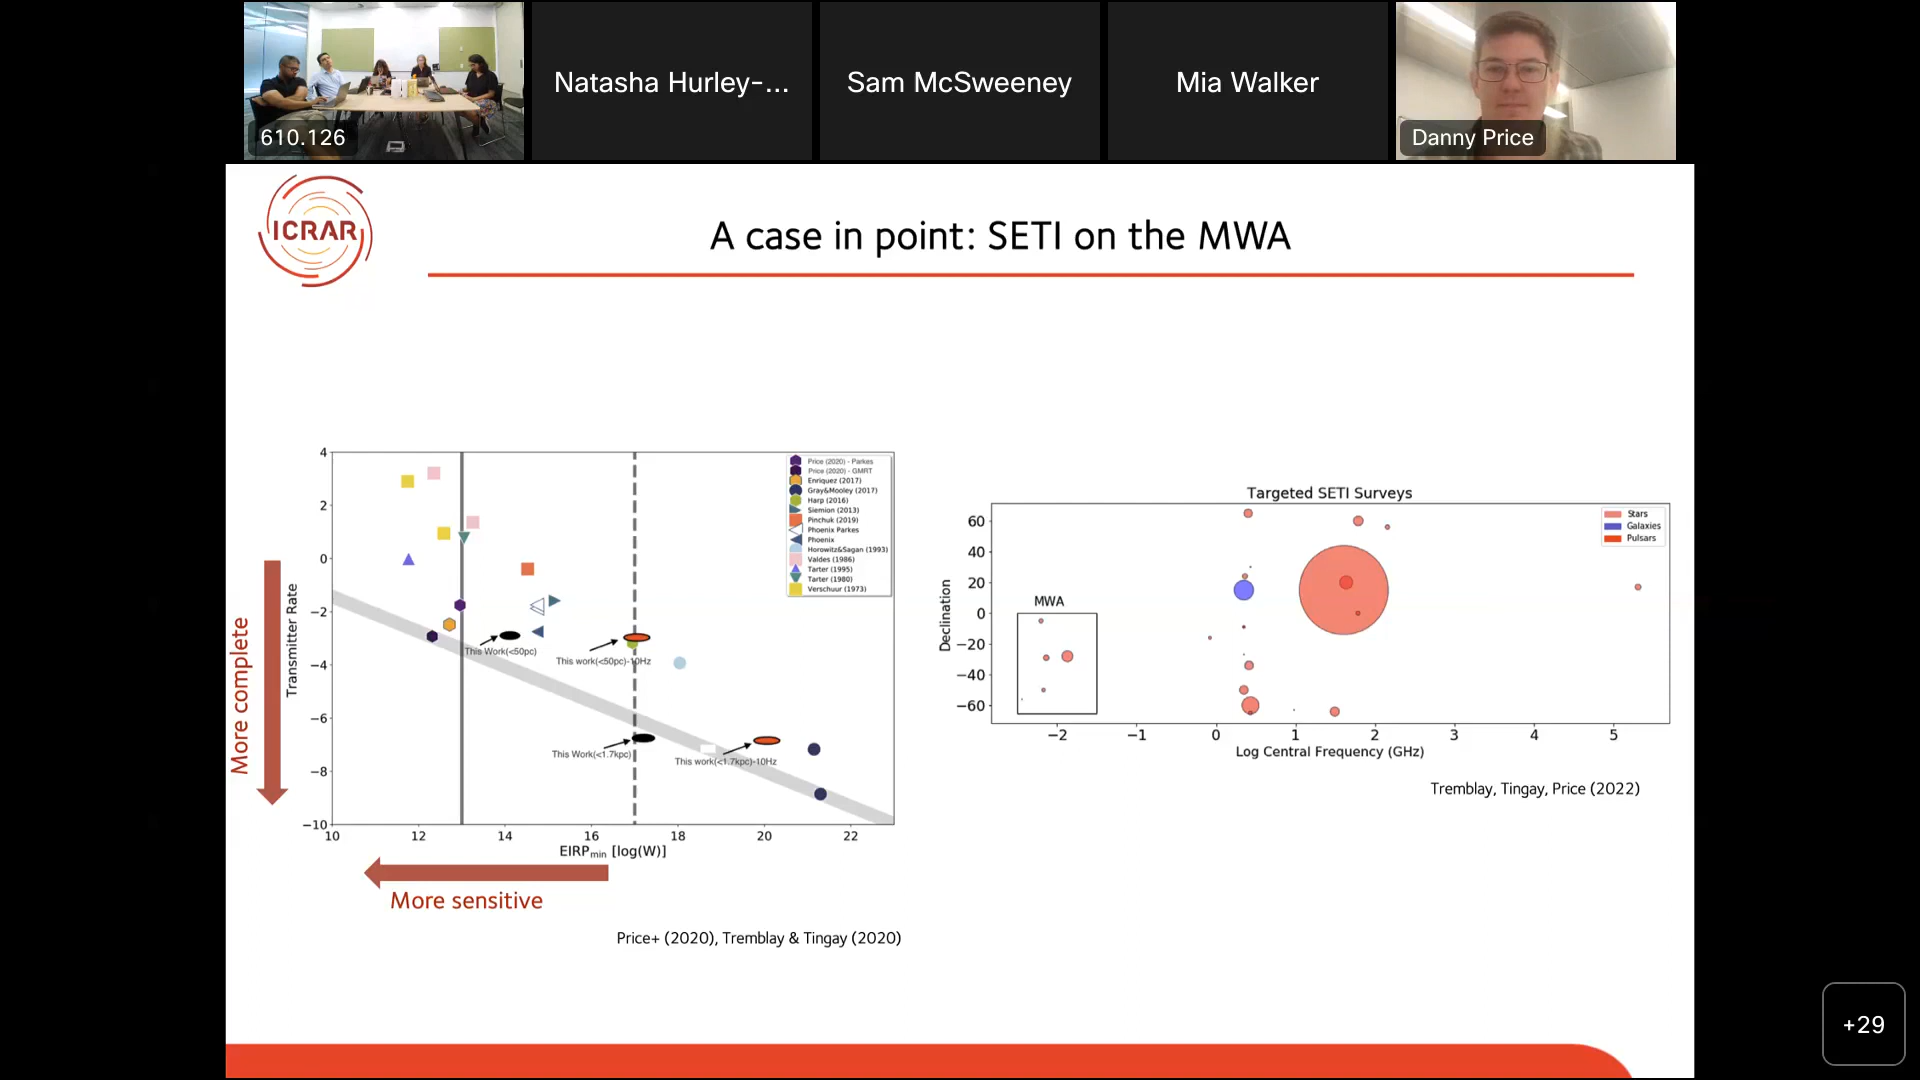 610.126
Natasha Hurley-...
Sam McSweeney
Mia Walker
Danny Price
ICRAR
A case in point: SETI on the MWA
More complete
Transmitter Rate
4
2
0
−2
−4
−6
−8
−10
10 12 14 16 18 20 22
EIRPmin [log(W)]
Price (2020) - Parkes
Price (2020) - GMRT
Enriquez (2017)
Gray&Mooley (2017)
Harp (2016)
Siemion (2013)
Pinchuk (2019)
Phoenix Parkes
Phoenix
Horowitz&Sagan (1993)
Valdes (1986)
Tarter (1995)
Tarter (1980)
Verschuur (1973)
This Work(<50pc)
This work(<50pc)-10Hz
This Work(<1.7kpc)
This work(<1.7kpc)-10Hz
More sensitive
Price+ (2020), Tremblay & Tingay (2020)
Targeted SETI Surveys
Declination
60
40
20
0
−20
−40
−60
MWA
Stars
Galaxies
Pulsars
−2 −1 0 1 2 3 4 5
Log Central Frequency (GHz)
Tremblay, Tingay, Price (2022)
+29